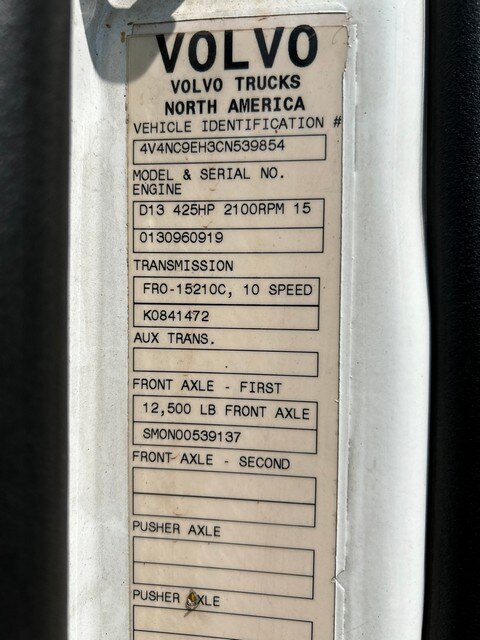 VOLVO
VOLVO TRUCKS
NORTH AMERICA
VEHICLE IDENTIFICATION #
4V4NC9EH3CN539854
MODEL & SERIAL NO.
ENGINE
D13 425HP 2100RPM 15
0130960919
TRANSMISSION
FRO-15210C, 10 SPEED
K0841472
AUX TRANS.
FRONT AXLE - FIRST
12,500 LB FRONT AXLE
SMON00539137
FRONT AXLE - SECOND
PUSHER AXLE
PUSHER AXLE